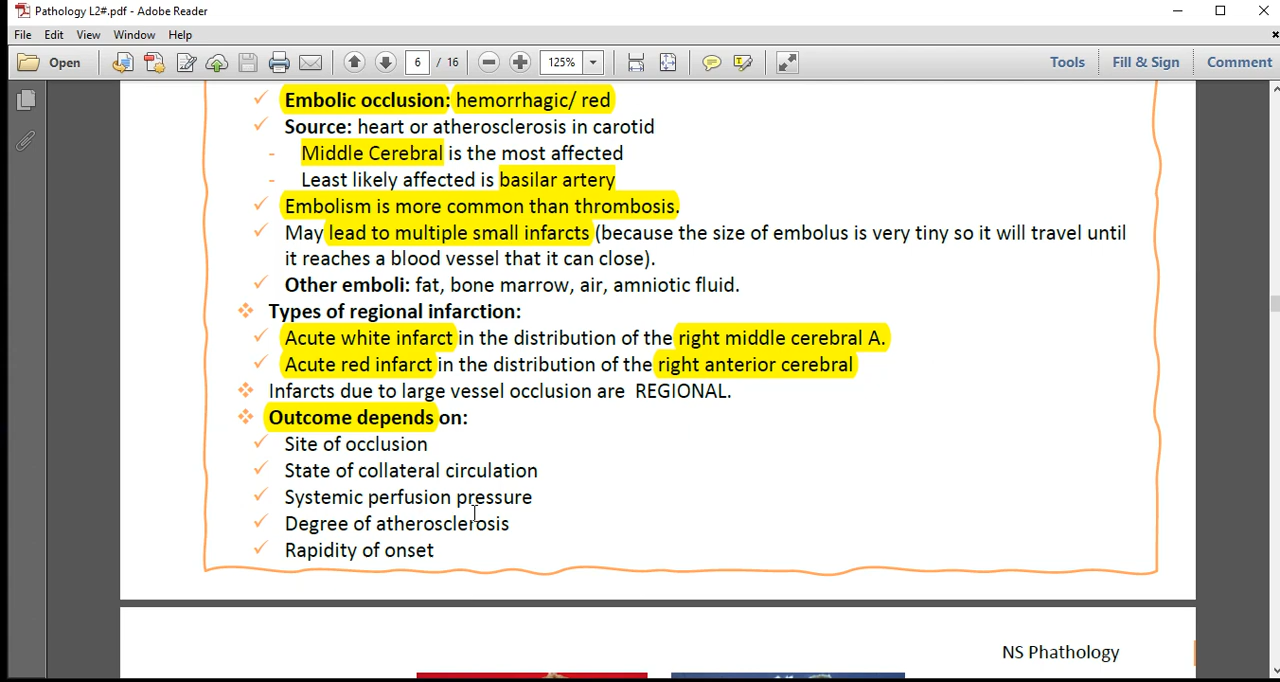 Pathology L2#.pdf - Adobe Reader
File Edit View Window Help
Open 6 / 16 125% Tools Fill & Sign Comment
Embolic occlusion: hemorrhagic/ red
Source: heart or atherosclerosis in carotid
- Middle Cerebral is the most affected
- Least likely affected is basilar artery
Embolism is more common than thrombosis.
May lead to multiple small infarcts (because the size of embolus is very tiny so it will travel until
it reaches a blood vessel that it can close).
Other emboli: fat, bone marrow, air, amniotic fluid.
Types of regional infarction:
Acute white infarct in the distribution of the right middle cerebral A.
Acute red infarct in the distribution of the right anterior cerebral
Infarcts due to large vessel occlusion are REGIONAL.
Outcome depends on:
Site of occlusion
State of collateral circulation
Systemic perfusion pressure
Degree of atherosclerosis
Rapidity of onset
NS Phathology